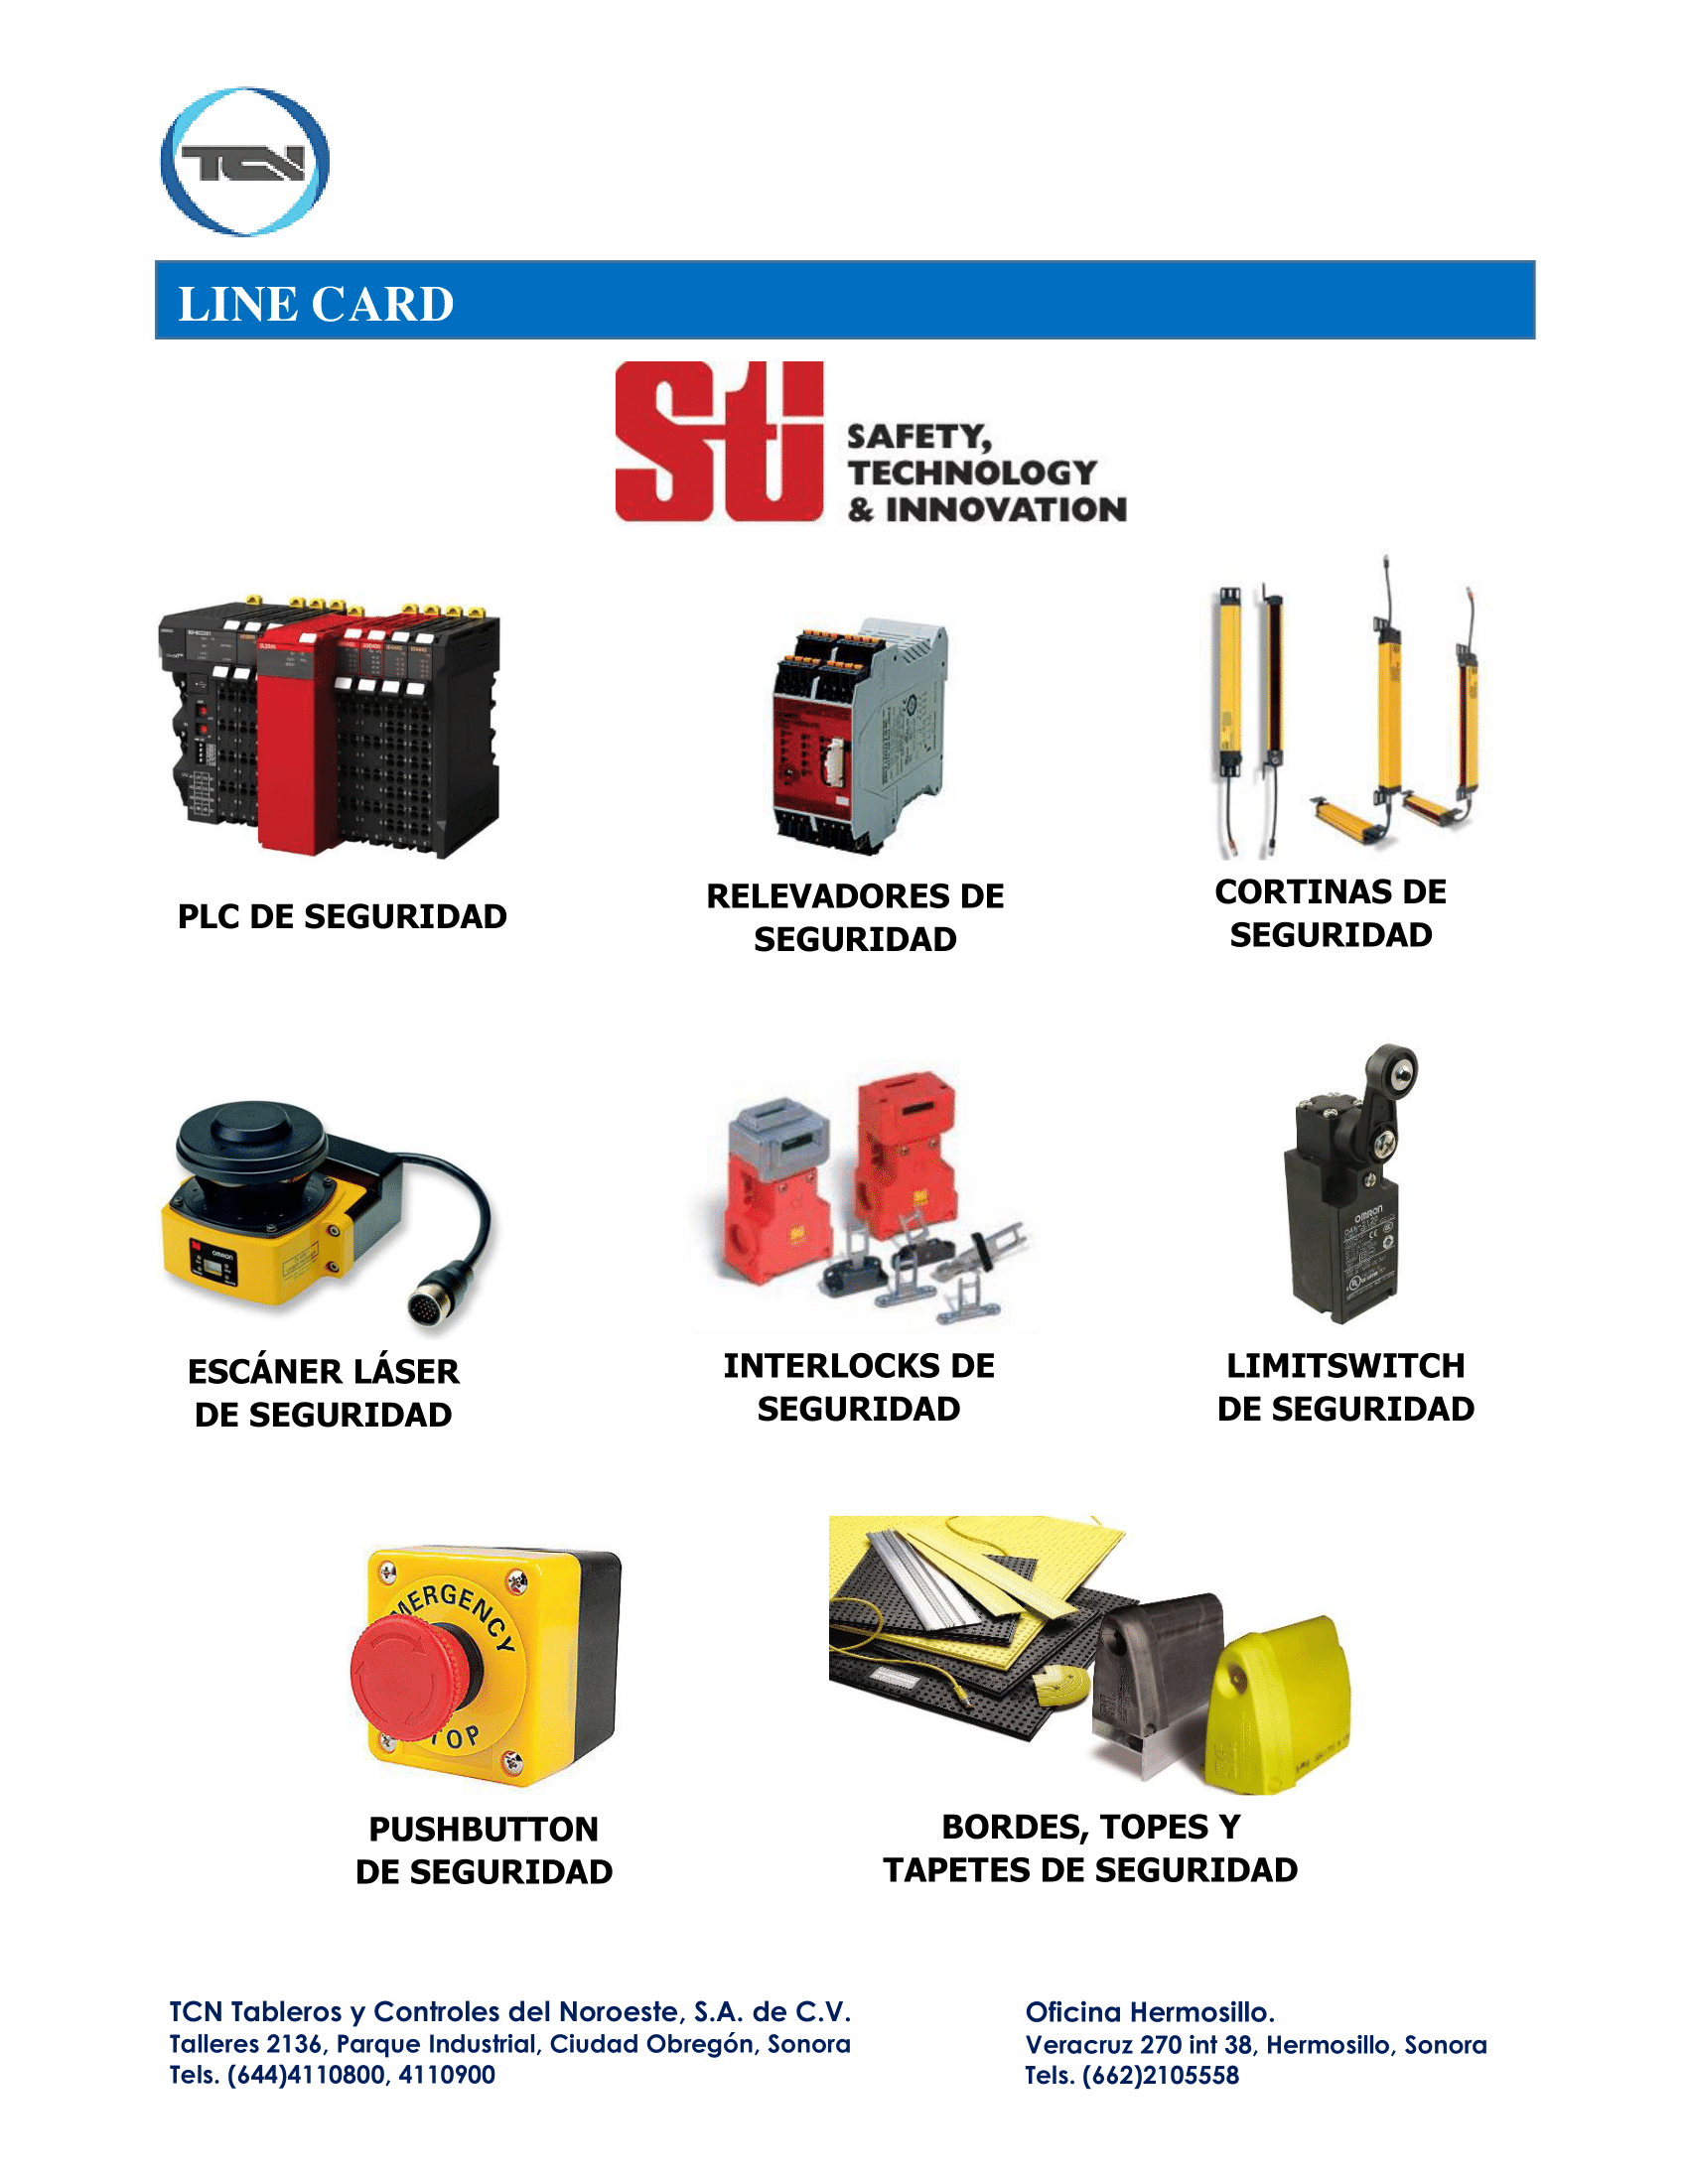 TCN
LINE CARD
Sti
SAFETY,
TECHNOLOGY
& INNOVATION
PLC DE SEGURIDAD
RELEVADORES DE
SEGURIDAD
CORTINAS DE
SEGURIDAD
omron
omron
ESCÁNER LÁSER
DE SEGURIDAD
INTERLOCKS DE
SEGURIDAD
LIMITSWITCH
DE SEGURIDAD
EMERGENCY
STOP
PUSHBUTTON
DE SEGURIDAD
BORDES, TOPES Y
TAPETES DE SEGURIDAD
TCN Tableros y Controles del Noroeste, S.A. de C.V.
Talleres 2136, Parque Industrial, Ciudad Obregón, Sonora
Tels. (644)4110800, 4110900
Oficina Hermosillo.
Veracruz 270 int 38, Hermosillo, Sonora
Tels. (662)2105558